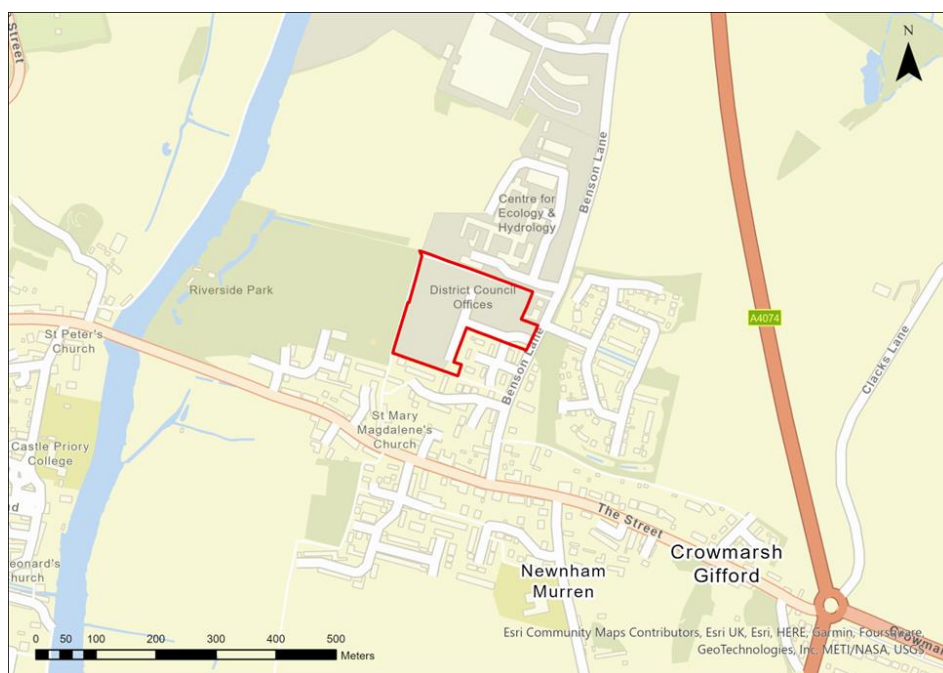 Street
N
Benson Lane
Centre for
Ecology &
Hydrology
Riverside Park
District Council
Offices
A4074
St Peter's
Church
Clacks Lane
Benson Lane
St Mary
Magdalene's
Church
Castle Priory
College
The Street
Crowmarsh
Gifford
Newnham
Murren
Church
0 50 100 200 300 400 500
Meters
Esri Community Maps Contributors, Esri UK, Esri, HERE, Garmin, Foursquare,
GeoTechnologies, Inc, METI/NASA, USGS